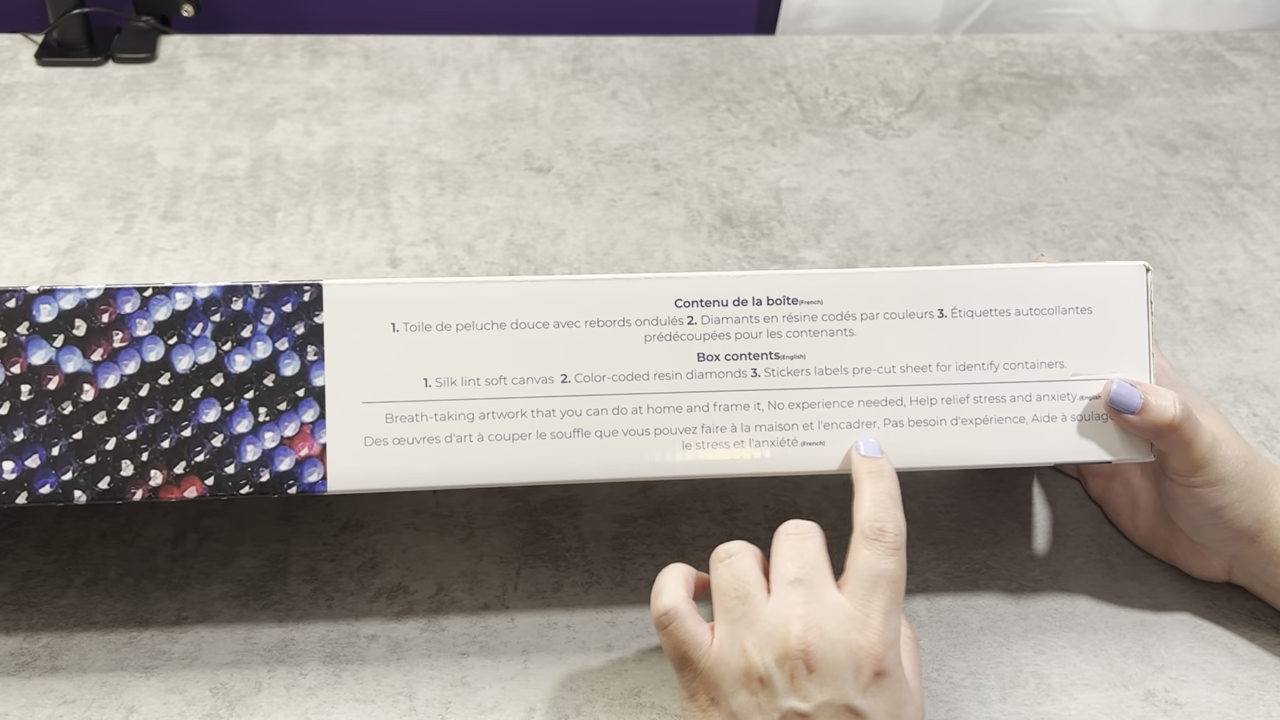 Contenu de la boîte(French)
1. Toile de peluche douce avec rebords ondulés 2. Diamants en résine codés par couleurs 3. Étiquettes autocollantes
prédécoupées pour les contenants.
Box contents(English)
1. Silk lint soft canvas 2. Color-coded resin diamonds 3. Stickers labels pre-cut sheet for identify containers.
Breath-taking artwork that you can do at home and frame it, No experience needed, Help relief stress and anxiety.(English
Des œuvres d'art à couper le souffle que vous pouvez faire à la maison et l'encadrer, Pas besoin d'expérience, Aide à soulag
le stress et l'anxiété.(French)